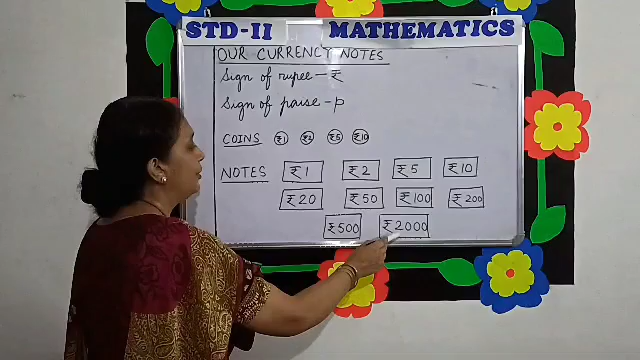 STD-II MATHEMATICS
OUR CURRENCY NOTES
Sign of rupee - ₹
Sign of paise - p
COINS ₹1 ₹2 ₹5 ₹10
NOTES ₹1 ₹2 ₹5 ₹10
₹20 ₹50 ₹100 ₹200
₹500 ₹2000